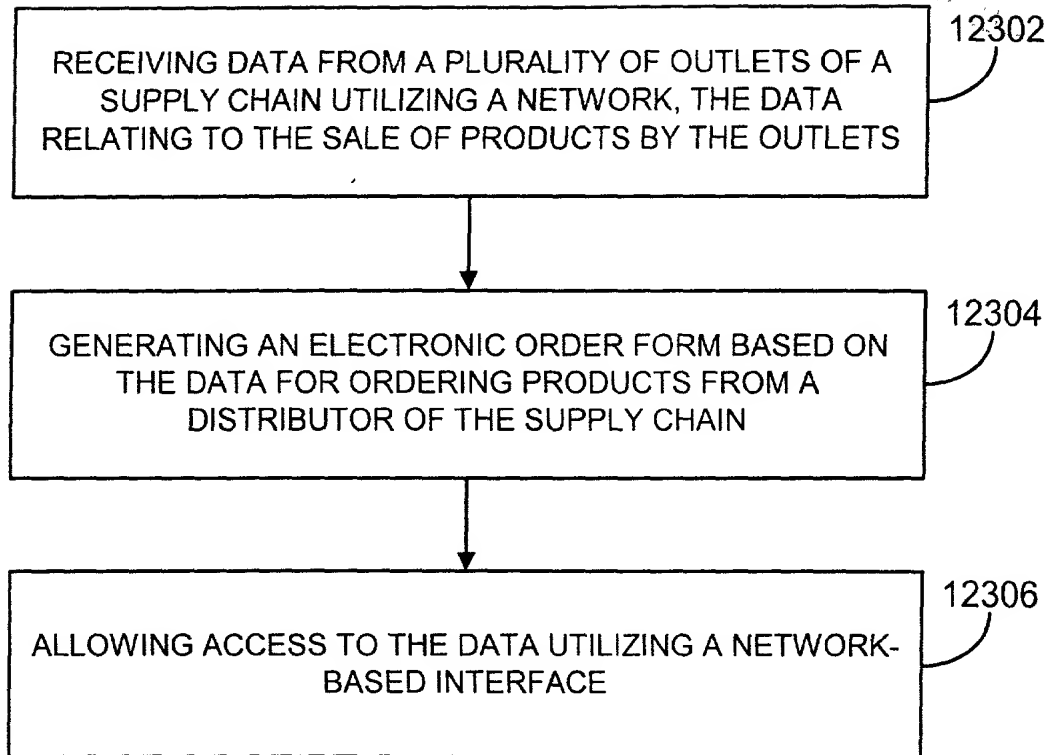 12302
RECEIVING DATA FROM A PLURALITY OF OUTLETS OF A
SUPPLY CHAIN UTILIZING A NETWORK, THE DATA
RELATING TO THE SALE OF PRODUCTS BY THE OUTLETS
12304
GENERATING AN ELECTRONIC ORDER FORM BASED ON
THE DATA FOR ORDERING PRODUCTS FROM A
DISTRIBUTOR OF THE SUPPLY CHAIN
12306
ALLOWING ACCESS TO THE DATA UTILIZING A NETWORK-
BASED INTERFACE